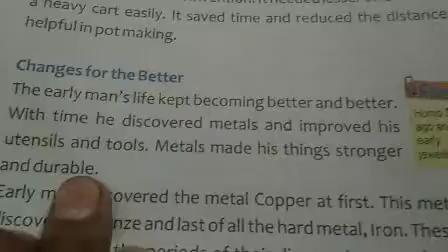 a heavy cart easily. It saved time and reduced the distance
helpful in pot making.
Changes for the Better
The early man's life kept becoming better and better.
With time he discovered metals and improved his
utensils and tools. Metals made his things stronger
and durable.
Early covered the metal Copper at first. This
and last of all the hard metal, Iron.
early